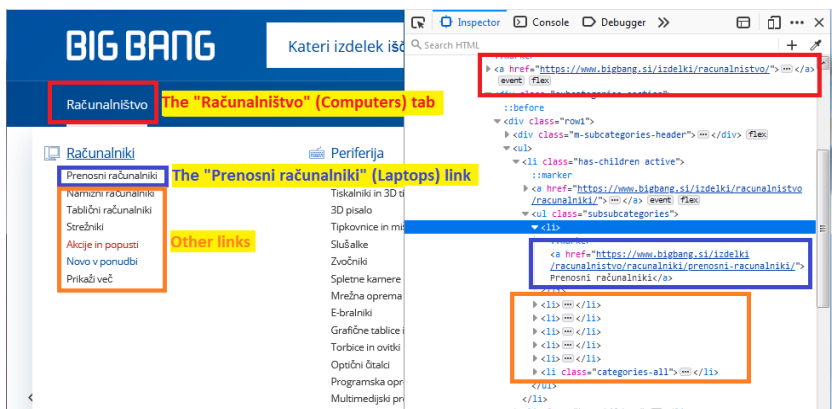 BIG BANG
Kateri izdelek išč
Računalništvo
The "Računalništvo" (Computers) tab
Računalniki
Prenosni računalniki
The "Prenosni računalniki" (Laptops) link
Namizni računalniki
Tablični računalniki
Strežniki
Akcije in popusti
Other links
Novo v ponudbi
Prikaži več
Periferija
Tiskalniki in 3D ti
3D pisalo
Tipkovnice in mi
Slušalke
Zvočniki
Spletne kamere
Mrežna oprema
E-bralniki
Grafične tablice i
Torbice in ovitki
Optični čitalci
Programska opr
Multimedijski pr
Inspector
Console
Debugger
Search HTML
<a href="https://www.bigbang.si/izdelki/racunalnistvo/"> </a>
event flex
::before
<div class="row1">
<div class="m-subcategories-header"> </div> flex
<ul>
<li class="has-children active">
::marker
<a href="https://www.bigbang.si/izdelki/racunalnistvo
/racunalniki/"> </a> event flex
<ul class="subsubcategories">
<li>
::marker
<a href="https://www.bigbang.si/izdelki
/racunalnistvo/racunalniki/prenosni-racunalniki/">
Prenosni računalniki</a>
</li>
<li> </li>
<li> </li>
<li> </li>
<li> </li>
<li> </li>
<li class="categories-all"> </li>
</ul>
</li>